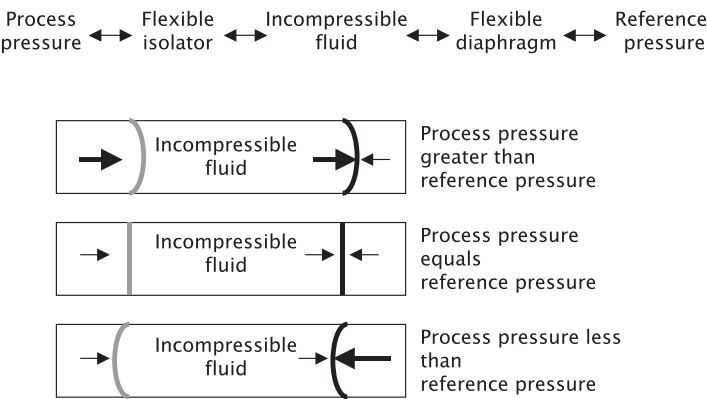 Process
pressure
Flexible
isolator
Incompressible
fluid
Flexible
diaphragm
Reference
pressure
Incompressible
fluid
Process pressure
greater than
reference pressure
Incompressible
fluid
Process pressure
equals
reference pressure
Incompressible
fluid
Process pressure less
than
reference pressure